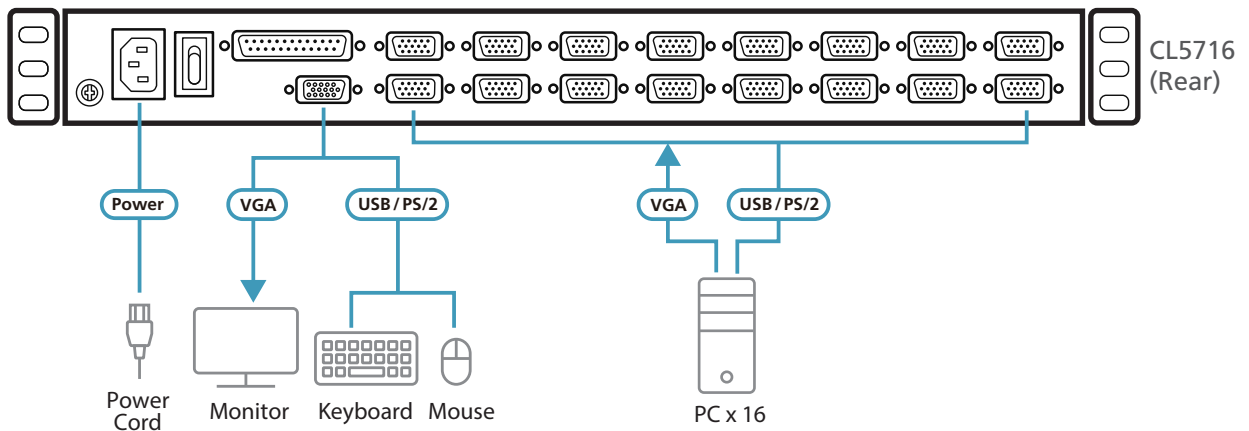 CL5716
(Rear)
Power
VGA
USB / PS/2
VGA
USB / PS/2
Power
Cord
Monitor
Keyboard
Mouse
PC x 16